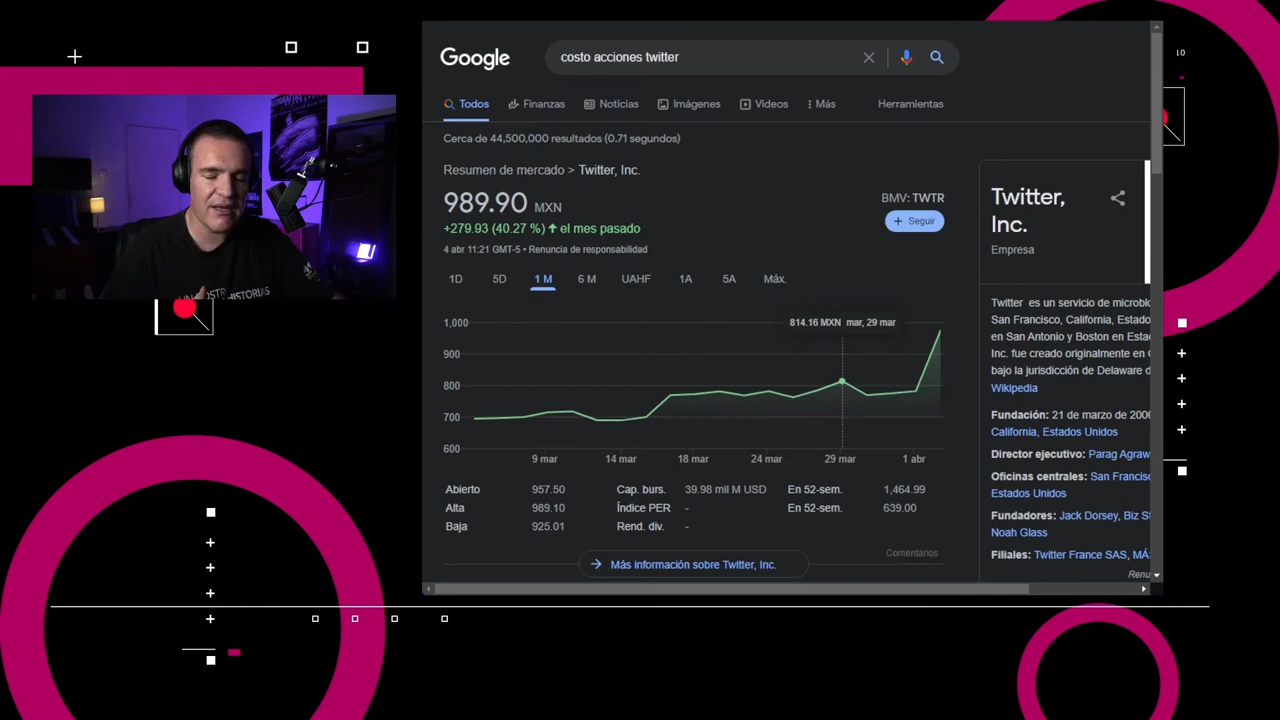 Google
costo acciones twitter
Todos
Finanzas
Noticias
Imágenes
Videos
Más
Herramientas
Cerca de 44,500,000 resultados (0.71 segundos)
Resumen de mercado > Twitter, Inc.
989.90 MXN
BMV: TWTR
+279.93 (40.27 %) el mes pasado
+ Seguir
4 abr 11:21 GMT-5 • Renuncia de responsabilidad
1D 5D 1 M 6 M UAHF 1A 5A Máx.
814.16 MXN mar, 29 mar
1,000
900
800
700
600
9 mar 14 mar 18 mar 24 mar 29 mar 1 abr
Abierto 957.50 Cap. burs. 39.98 mil M USD En 52-sem. 1,464.99
Alta 989.10 Índice PER - En 52-sem. 639.00
Baja 925.01 Rend. div. -
Comentarios
Más información sobre Twitter, Inc.
Twitter,
Inc.
Empresa
Twitter es un servicio de microblo
San Francisco, California, Estado
en San Antonio y Boston en Estad
Inc. fue creado originalmente en C
bajo la jurisdicción de Delaware d
Wikipedia
Fundación: 21 de marzo de 2006
California, Estados Unidos
Director ejecutivo: Parag Agraw
Oficinas centrales: San Francisc
Estados Unidos
Fundadores: Jack Dorsey, Biz S
Noah Glass
Filiales: Twitter France SAS, MÁ
Renu
HISTORIAS